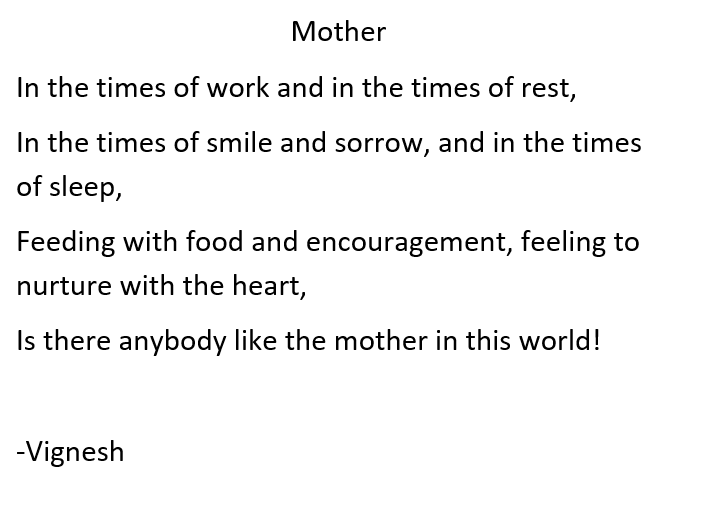 Mother
In the times of work and in the times of rest,
In the times of smile and sorrow, and in the times
of sleep,
Feeding with food and encouragement, feeling to
nurture with the heart,
Is there anybody like the mother in this world!
-Vignesh